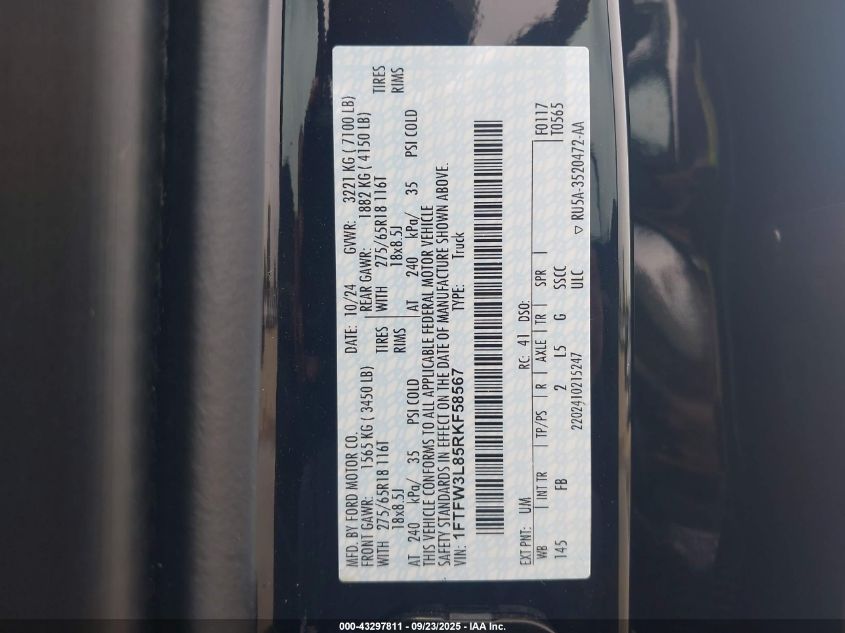 MFD. BY FORD MOTOR CO.
DATE: 10/24 GVWR: 3221 KG ( 7100 LB)
FRONT GAWR: 1565 KG ( 3450 LB)
REAR GAWR: 1882 KG ( 4150 LB)
WITH 275/65R18 116T TIRES
WITH 275/65R18 116T TIRES
18x8.5J RIMS
18x8.5J RIMS
AT 240 kPa/ 35 PSI COLD
AT 240 kPa/ 35 PSI COLD
THIS VEHICLE CONFORMS TO ALL APPLICABLE FEDERAL MOTOR VEHICLE
SAFETY STANDARDS IN EFFECT ON THE DATE OF MANUFACTURE SHOWN ABOVE.
VIN: 1FTFW3L85RKF58567 TYPE: Truck
F0117
T0565
EXT PNT: UM RC: 41 DSO:
WB INT TR TP/PS R AXLE TR SPR
145 FB 2 L5 G SSCC
2202410215247 ULC
▽ RU5A-3520472-AA
000-43297811 - 09/23/2025 - IAA Inc.